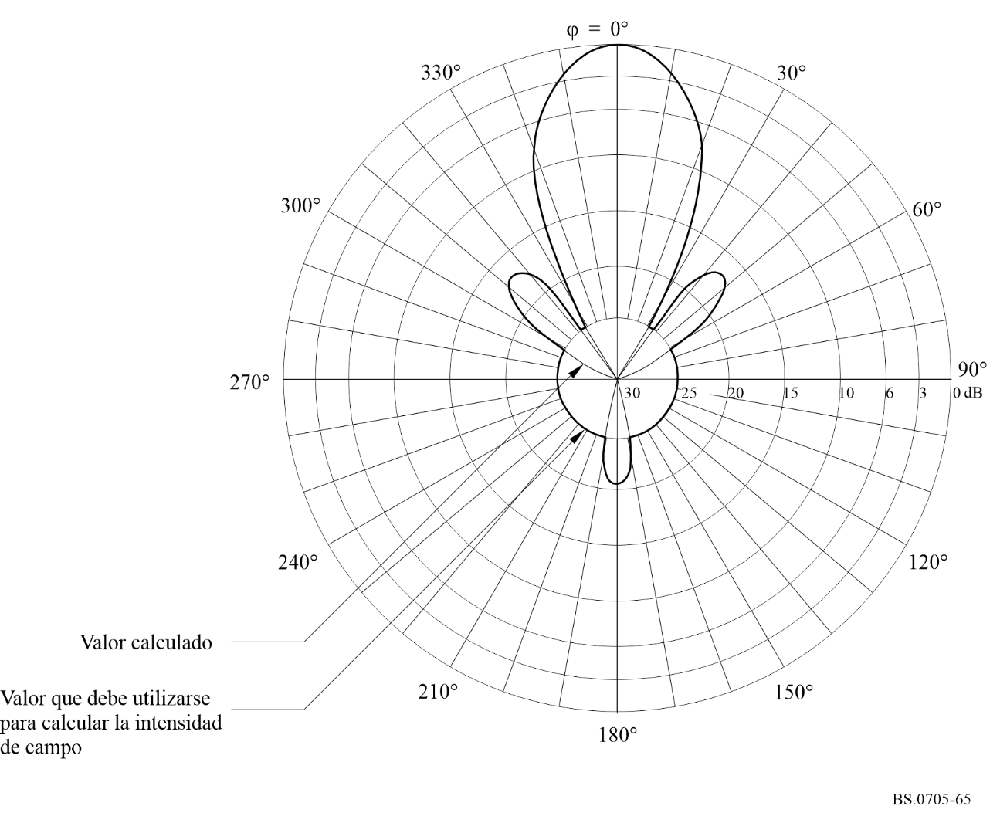 φ = 0°
330°
30°
300°
60°
270°
90°
30
25
20
15
10
6
3
0 dB
240°
120°
Valor calculado
210°
150°
Valor que debe utilizarse
para calcular la intensidad
de campo
180°
BS.0705-65